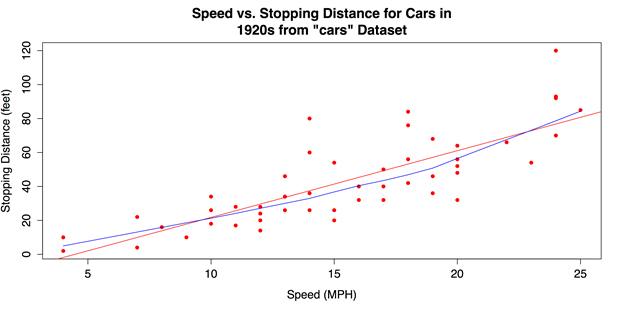 Speed vs. Stopping Distance for Cars in
1920s from "cars" Dataset
Stopping Distance (feet)
120
100
80
60
40
20
0
5 10 15 20 25
Speed (MPH)